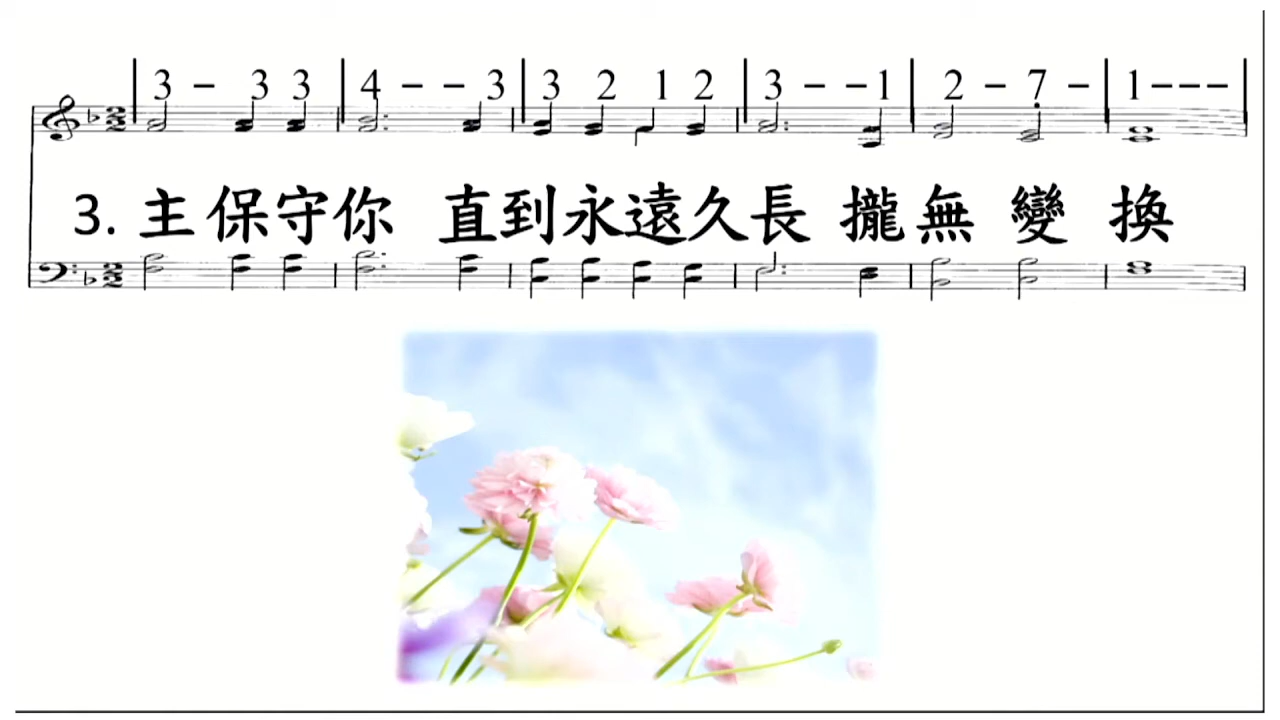 3 – 3 3 4 – – 3 3 2 1 2 3 – – 1 2 – 7 – 1 – – –
3. 主保守你 直到永遠久長 攏無 變 換